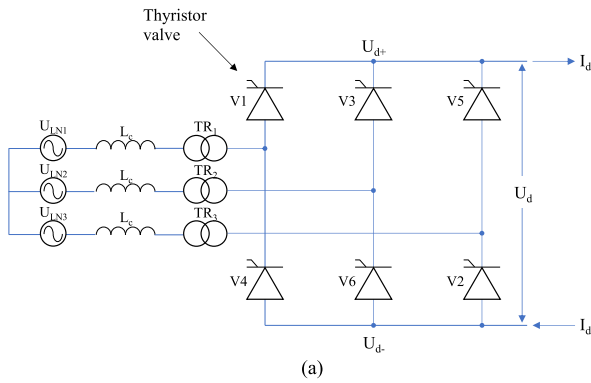 Thyristor
valve
U_d+
I_d
V1
V3
V5
U_LN1
L_c
TR_1
U_LN2
L_c
TR_2
U_d
U_LN3
L_c
TR_3
V4
V6
V2
I_d
U_d-
(a)